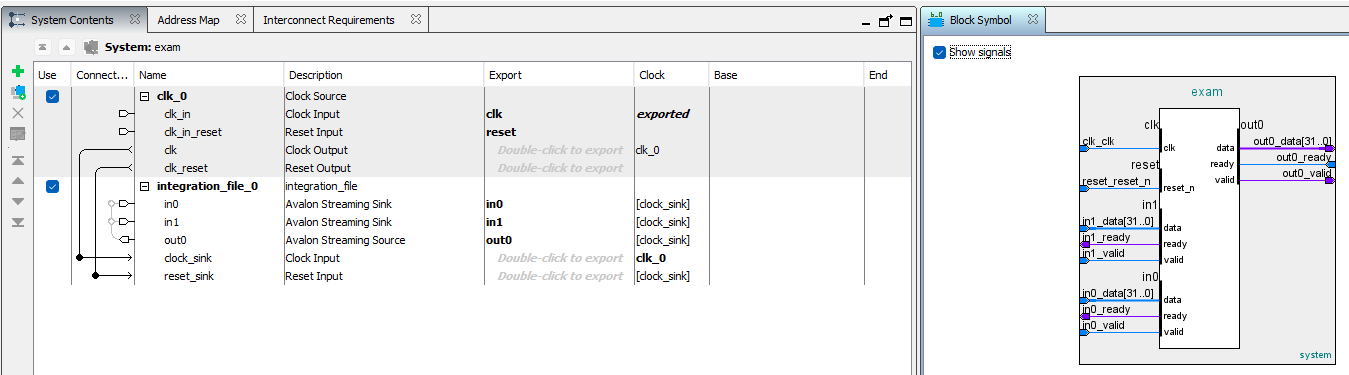 System Contents Address Map Interconnect Requirements
System: exam
Use Connect... Name Description Export Clock Base End
clk_0 Clock Source
clk_in Clock Input clk exported
clk_in_reset Reset Input reset
clk Clock Output Double-click to export clk_0
clk_reset Reset Output Double-click to export
integration_file_0 integration_file
in0 Avalon Streaming Sink in0 [clock_sink]
in1 Avalon Streaming Sink in1 [clock_sink]
out0 Avalon Streaming Source out0 [clock_sink]
clock_sink Clock Input Double-click to export clk_0
reset_sink Reset Input Double-click to export [clock_sink]
Block Symbol
Show signals
exam
clk out0
clk_clk clk data out0_data[31..0]
reset ready out0_ready
reset_reset_n reset_n valid out0_valid
in1
in1_data[31..0] data
in1_ready ready
in1_valid valid
in0
in0_data[31..0] data
in0_ready ready
in0_valid valid
system